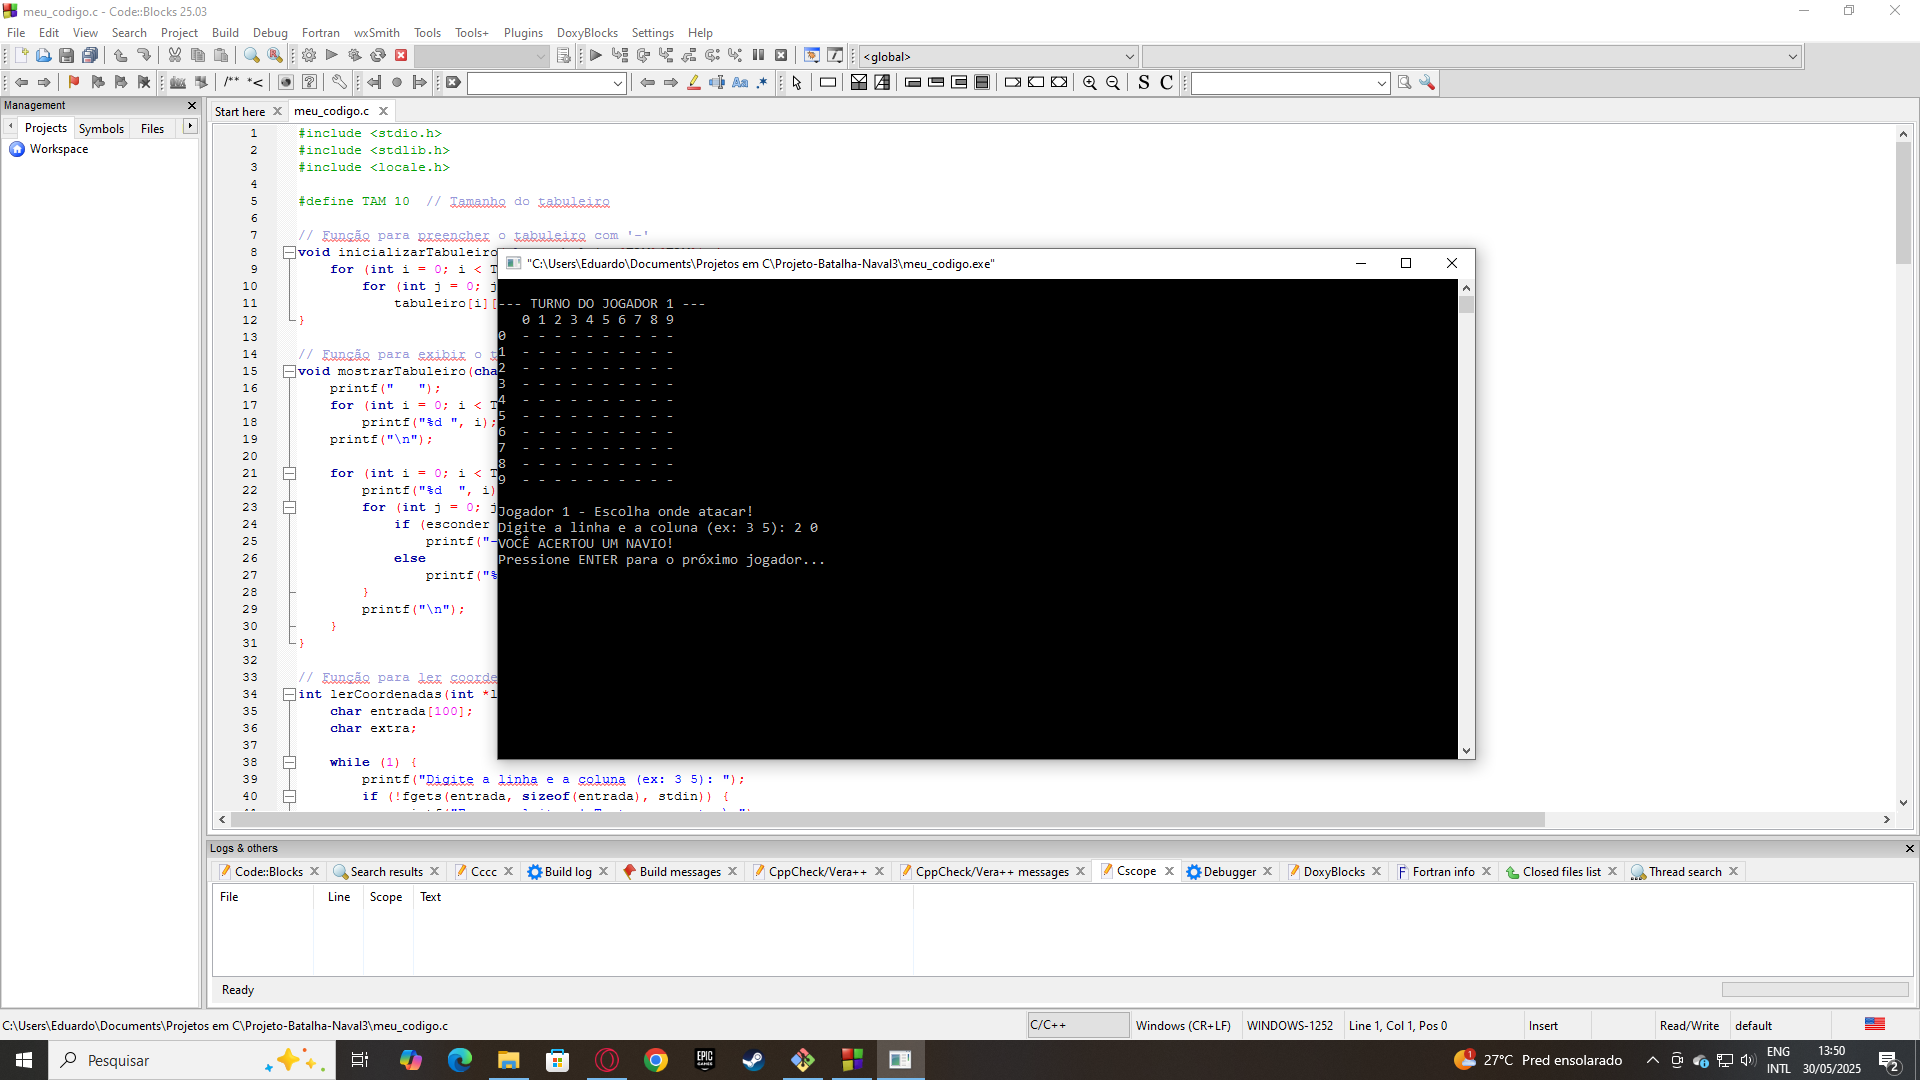 meu_codigo.c - Code::Blocks 25.03
File Edit View Search Project Build Debug Fortran wxSmith Tools Tools+ Plugins DoxyBlocks Settings Help
<global>
/** *<
Aa .* S C
Management
Projects Symbols Files
Workspace
Start here meu_codigo.c
1 #include <stdio.h>
2 #include <stdlib.h>
3 #include <locale.h>
4
5 #define TAM 10 // Tamanho do tabuleiro
6
7 // Função para preencher o tabuleiro com '-'
8 void inicializarTabuleiro
9 for (int i = 0; i < T
10 for (int j = 0; j
11 tabuleiro[i][
12 }
13
14 // Função para exibir o t
15 void mostrarTabuleiro(cha
16 printf("   ");
17 for (int i = 0; i < T
18 printf("%d ", i);
19 printf("\n");
20
21 for (int i = 0; i < T
22 printf("%d  ", i)
23 for (int j = 0; j
24 if (esconder
25 printf("-
26 else
27 printf("%
28 }
29 printf("\n");
30 }
31 }
32
33 // Função para ler coorde
34 int lerCoordenadas(int *l
35 char entrada[100];
36 char extra;
37
38 while (1) {
39 printf("Digite a linha e a coluna (ex: 3 5): ");
40 if (!fgets(entrada, sizeof(entrada), stdin)) {
"C:\Users\Eduardo\Documents\Projetos em C\Projeto-Batalha-Naval3\meu_codigo.exe"
--- TURNO DO JOGADOR 1 ---
0 1 2 3 4 5 6 7 8 9
0 - - - - - - - - - -
1 - - - - - - - - - -
2 - - - - - - - - - -
3 - - - - - - - - - -
4 - - - - - - - - - -
5 - - - - - - - - - -
6 - - - - - - - - - -
7 - - - - - - - - - -
8 - - - - - - - - - -
9 - - - - - - - - - -
Jogador 1 - Escolha onde atacar!
Digite a linha e a coluna (ex: 3 5): 2 0
VOCÊ ACERTOU UM NAVIO!
Pressione ENTER para o próximo jogador...
Logs & others
Code::Blocks Search results Cccc Build log Build messages CppCheck/Vera++ CppCheck/Vera++ messages Cscope Debugger DoxyBlocks Fortran info Closed files list Thread search
File Line Scope Text
Ready
C:\Users\Eduardo\Documents\Projetos em C\Projeto-Batalha-Naval3\meu_codigo.c C/C++ Windows (CR+LF) WINDOWS-1252 Line 1, Col 1, Pos 0 Insert Read/Write default
Pesquisar
EPIC GAMES
27°C Pred ensolarado
ENG
INTL
13:50
30/05/2025
2